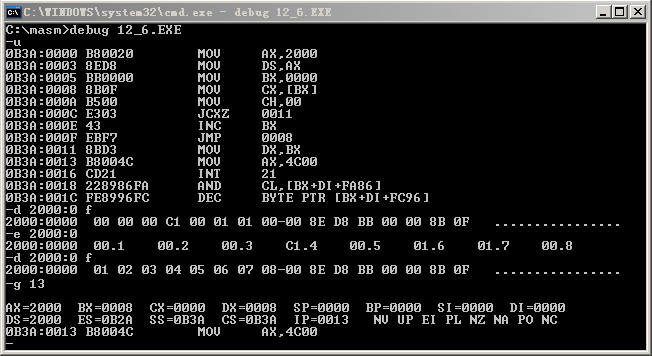 C:\WINDOWS\system32\cmd.exe - debug 12_6.EXE
C:\masm>debug 12_6.EXE
-u
0B3A:0000 B80020        MOV     AX,2000
0B3A:0003 8ED8          MOV     DS,AX
0B3A:0005 BB0000        MOV     BX,0000
0B3A:0008 8B0F          MOV     CX,[BX]
0B3A:000A B500          MOV     CH,00
0B3A:000C E303          JCXZ    0011
0B3A:000E 43            INC     BX
0B3A:000F EBF7          JMP     0008
0B3A:0011 8BD3          MOV     DX,BX
0B3A:0013 B8004C        MOV     AX,4C00
0B3A:0016 CD21          INT     21
0B3A:0018 228986FA      AND     CL,[BX+DI+FA86]
0B3A:001C FE8996FC      DEC     BYTE PTR [BX+DI+FC96]
-d 2000:0 f
2000:0000  00 00 00 C1 00 01 01 00-00 8E D8 BB 00 00 8B 0F   ................
-e 2000:0
2000:0000  00.1    00.2    00.3    C1.4    00.5    01.6    01.7    00.8
-d 2000:0 f
2000:0000  01 02 03 04 05 06 07 08-00 8E D8 BB 00 00 8B 0F   ................
-g 13
AX=2000  BX=0008  CX=0000  DX=0008  SP=0000  BP=0000  SI=0000  DI=0000
DS=2000  ES=0B2A  SS=0B3A  CS=0B3A  IP=0013   NV UP EI PL NZ NA PO NC
0B3A:0013 B8004C        MOV     AX,4C00
-